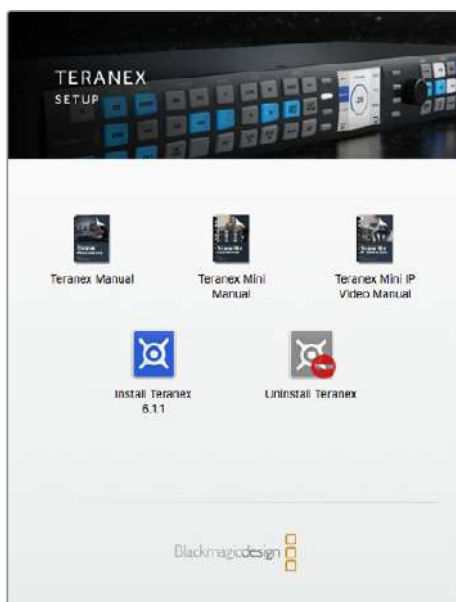 TERANEX
SETUP
Teranex Manual
Teranex Mini
Manual
Teranex Mini IP
Video Manual
Install Teranex
6.1.1
Uninstall Teranex
Blackmagicdesign